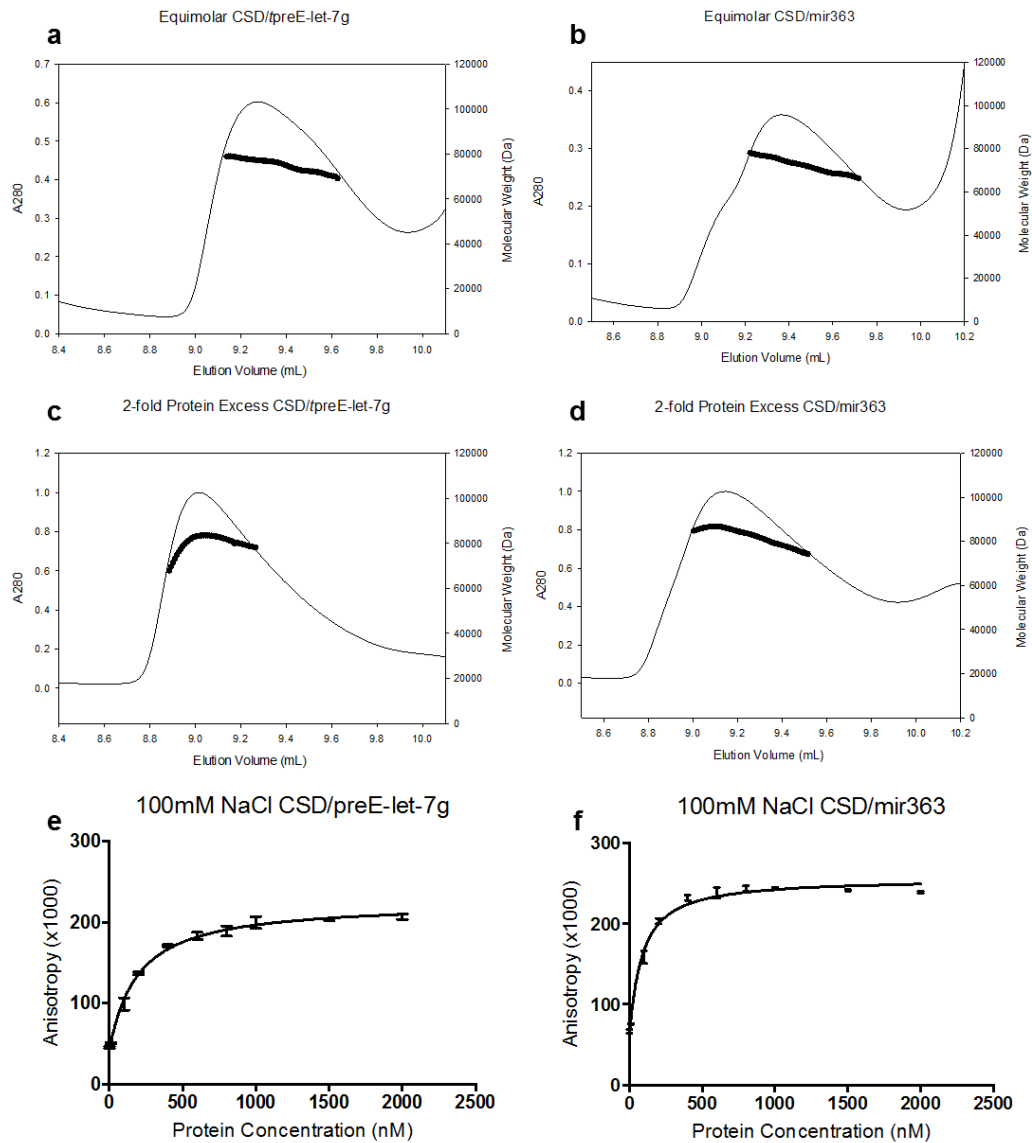 Equimolar CSD/tpreE-let-7g
Equimolar CSD/mir363
a
b
0.7
0.6
0.5
0.4
0.3
0.2
0.1
0.0
A280
120000
100000
80000
60000
40000
20000
0
Molecular Weight (Da)
8.4 8.6 8.8 9.0 9.2 9.4 9.6 9.8 10.0
Elution Volume (mL)
0.4
0.3
0.2
0.1
0.0
A280
120000
100000
80000
60000
40000
20000
0
Molecular Weight (Da)
8.6 8.8 9.0 9.2 9.4 9.6 9.8 10.0 10.2
Elution Volume (mL)
c
2-fold Protein Excess CSD/tpreE-let-7g
d
2-fold Protein Excess CSD/mir363
1.2
1.0
0.8
0.6
0.4
0.2
0.0
A280
120000
100000
80000
60000
40000
20000
0
Molecular Weight (Da)
8.4 8.6 8.8 9.0 9.2 9.4 9.6 9.8 10.0
Elution Volume (mL)
1.2
1.0
0.8
0.6
0.4
0.2
0.0
A280
120000
100000
80000
60000
40000
20000
0
Molecular Weight (Da)
8.6 8.8 9.0 9.2 9.4 9.6 9.8 10.0 10.2
Elution Volume (mL)
e
100mM NaCl CSD/preE-let-7g
f
100mM NaCl CSD/mir363
300
200
100
0
Anisotropy (x1000)
0 500 1000 1500 2000 2500
Protein Concentration (nM)
300
200
100
0
Anisotropy (x1000)
0 500 1000 1500 2000 2500
Protein Concentration (nM)